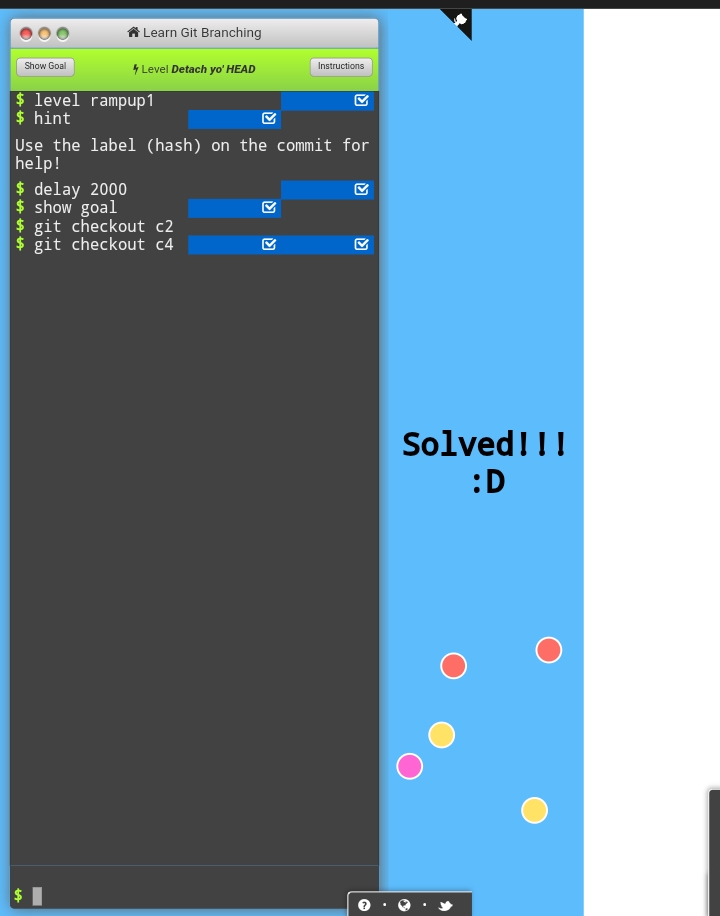 Learn Git Branching
Show Goal
Level Detach yo' HEAD
Instructions
$ level rampup1
$ hint
Use the label (hash) on the commit for
help!
$ delay 2000
$ show goal
$ git checkout c2
$ git checkout c4
Solved!!!
:D
$
?